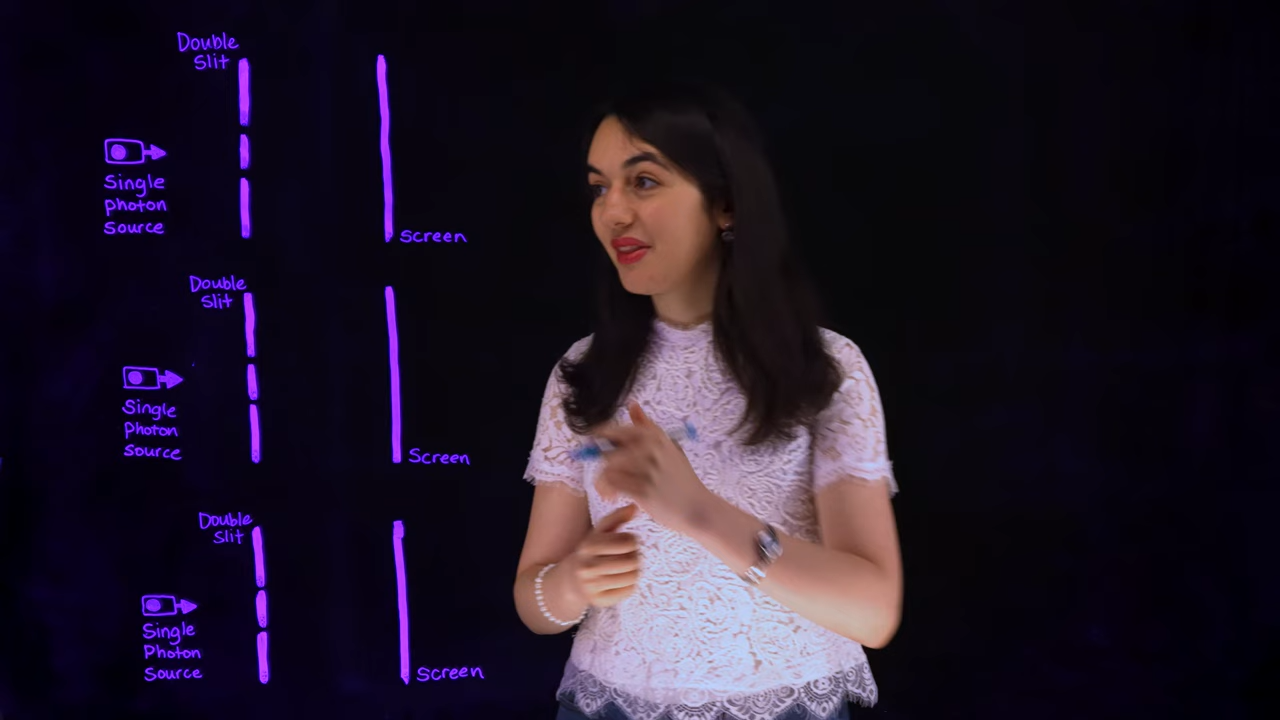 Double
Slit
Single
Photon
Source
Screen
Double
Slit
Single
Photon
Source
Screen
Double
Slit
Single
Photon
Source
Screen